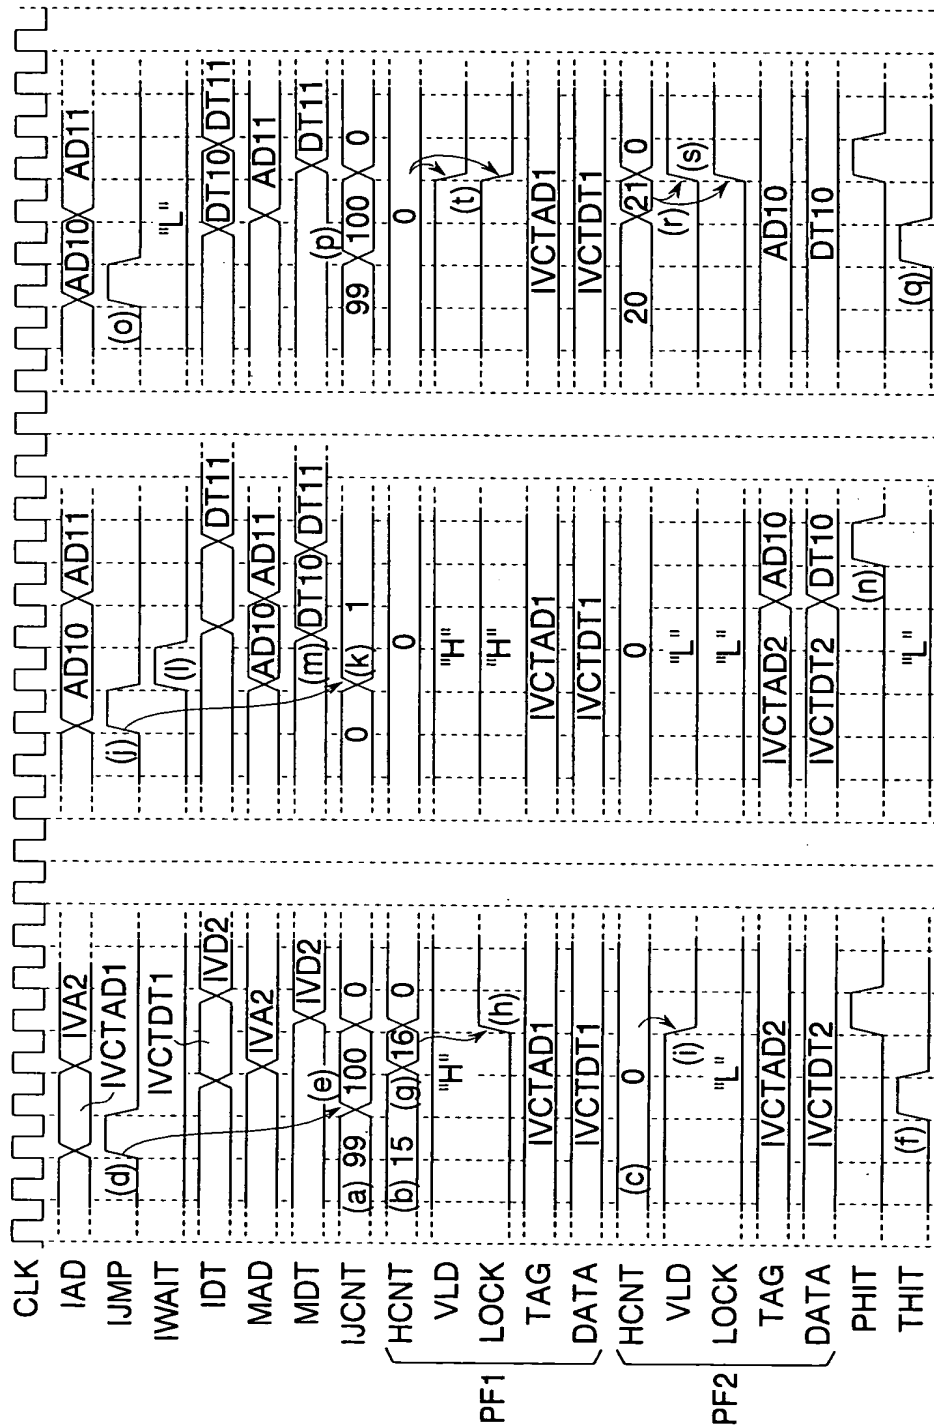 CLK
IAD IVA2 AD10 AD11 AD10 AD11
IVCTAD1
IJMP (d) (j) (o)
IWAIT IVCTDT1 (l) "L"
IDT IVD2 DT11 DT10 DT11
MAD IVA2 AD10 AD11 AD11
MDT IVD2 (m) DT10 DT11 DT11
(e) (k) (p)
IJCNT (a) 99 100 0 0 1 99 100 0
HCNT (b) 15 (g) 16 0 0 0
VLD "H" "H" (t)
LOCK (h) "H"
TAG IVCTAD1 IVCTAD1 IVCTAD1
DATA IVCTDT1 IVCTDT1 IVCTDT1
PF1
HCNT (c) 0 0 20 21 0
VLD (i) "L" (r) (s)
LOCK "L" "L"
TAG IVCTAD2 IVCTAD2 AD10 AD10
DATA IVCTDT2 IVCTDT2 DT10 DT10
PF2
PHIT (n)
THIT (f) "L" (q)